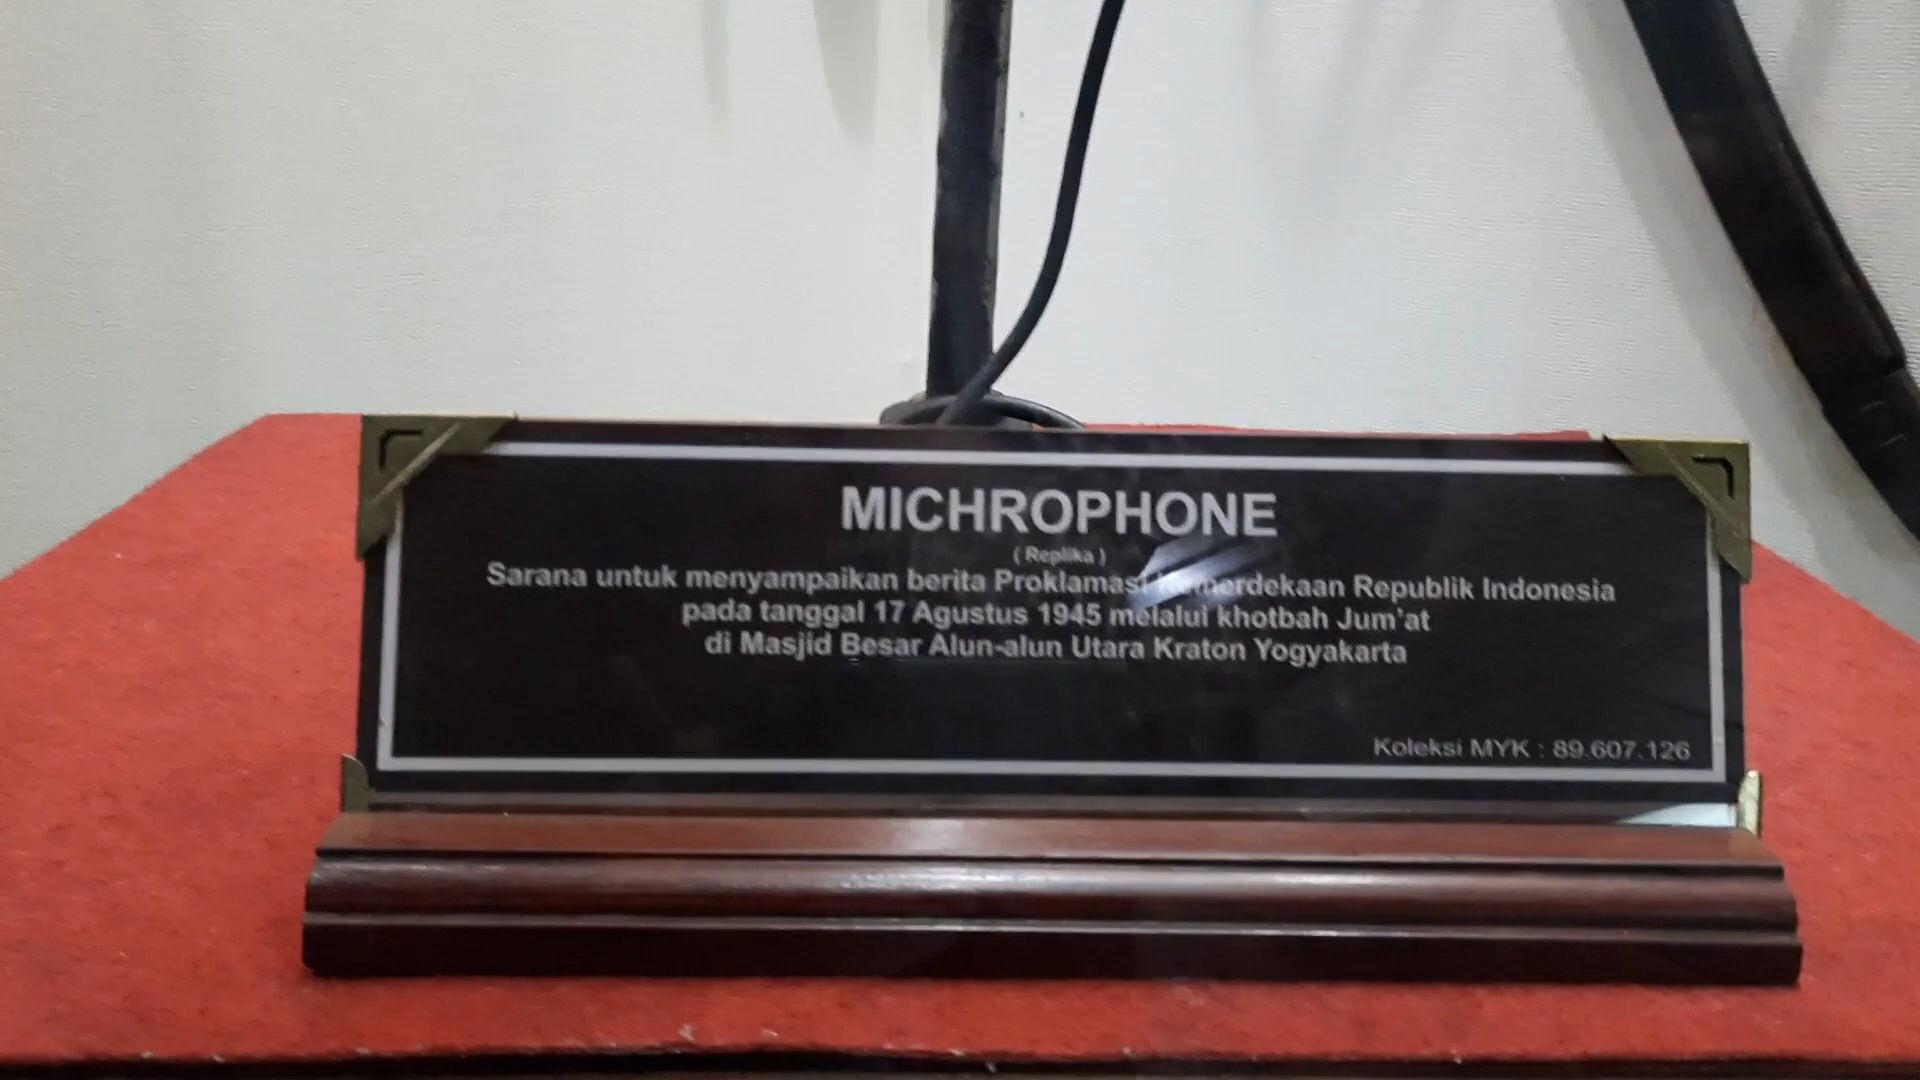 MICHROPHONE
( Replika )
Sarana untuk menyampaikan berita Proklamasi Kemerdekaan Republik Indonesia
pada tanggal 17 Agustus 1945 melalui khotbah Jum'at
di Masjid Besar Alun-alun Utara Kraton Yogyakarta
Koleksi MYK : 89.607.126